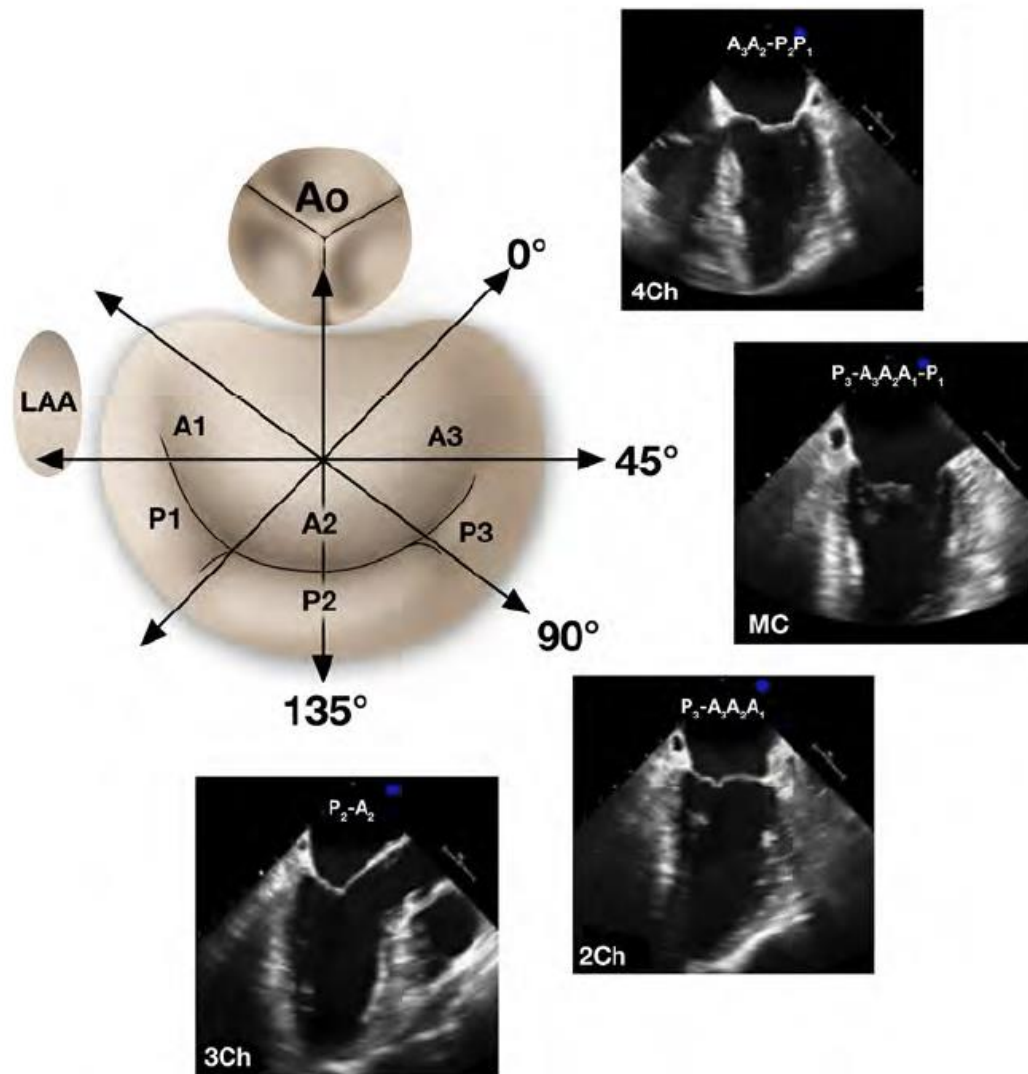 A₃A₂-P₂P₁
4Ch
Ao
0°
LAA
A1
A3
45°
P1
A2
P3
P2
90°
135°
P₃-A₃A₂A₁-P₁
MC
P₃-A₃A₂A₁
2Ch
P₂-A₂
3Ch